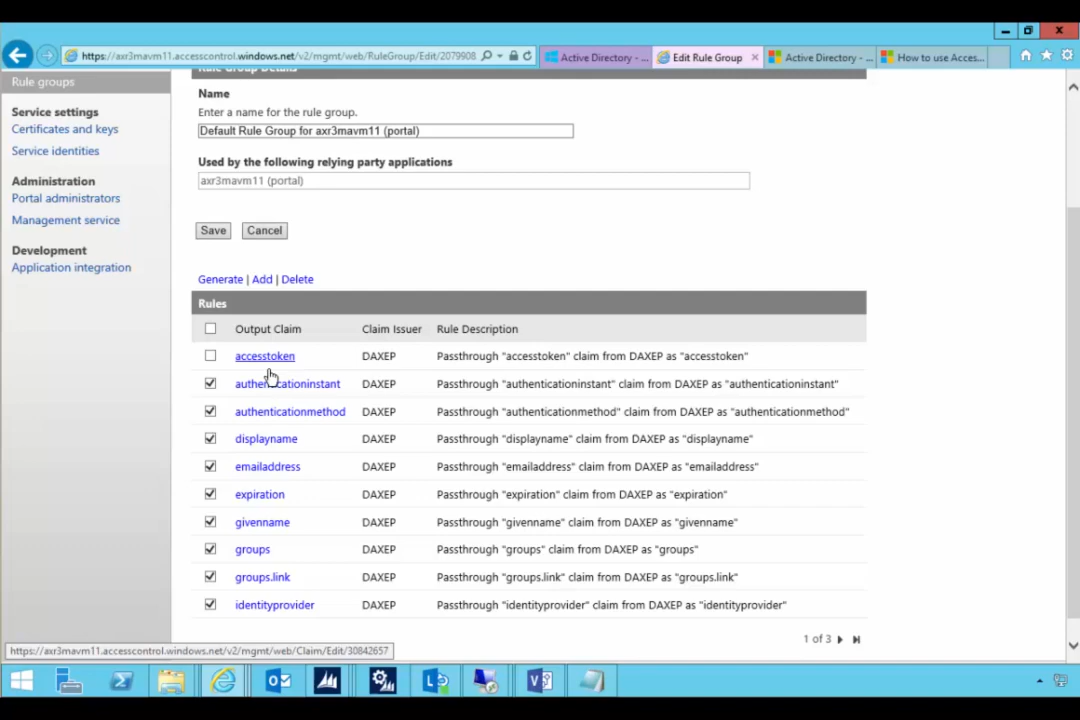 https://axr3mavm11.accesscontrol.windows.net/v2/mgmt/web/RuleGroup/Edit/2079908
Active Directory - ...
Edit Rule Group
Active Directory - ...
How to use Acces...
Rule groups
Rule Group Details
Name
Service settings
Enter a name for the rule group.
Certificates and keys
Default Rule Group for axr3mavm11 (portal)
Service identities
Used by the following relying party applications
Administration
axr3mavm11 (portal)
Portal administrators
Management service
Save Cancel
Development
Application integration
Generate | Add | Delete
Rules
Output Claim Claim Issuer Rule Description
accesstoken DAXEP Passthrough "accesstoken" claim from DAXEP as "accesstoken"
authenticationinstant DAXEP Passthrough "authenticationinstant" claim from DAXEP as "authenticationinstant"
authenticationmethod DAXEP Passthrough "authenticationmethod" claim from DAXEP as "authenticationmethod"
displayname DAXEP Passthrough "displayname" claim from DAXEP as "displayname"
emailaddress DAXEP Passthrough "emailaddress" claim from DAXEP as "emailaddress"
expiration DAXEP Passthrough "expiration" claim from DAXEP as "expiration"
givenname DAXEP Passthrough "givenname" claim from DAXEP as "givenname"
groups DAXEP Passthrough "groups" claim from DAXEP as "groups"
groups.link DAXEP Passthrough "groups.link" claim from DAXEP as "groups.link"
identityprovider DAXEP Passthrough "identityprovider" claim from DAXEP as "identityprovider"
1 of 3
https://axr3mavm11.accesscontrol.windows.net/v2/mgmt/web/Claim/Edit/30842657